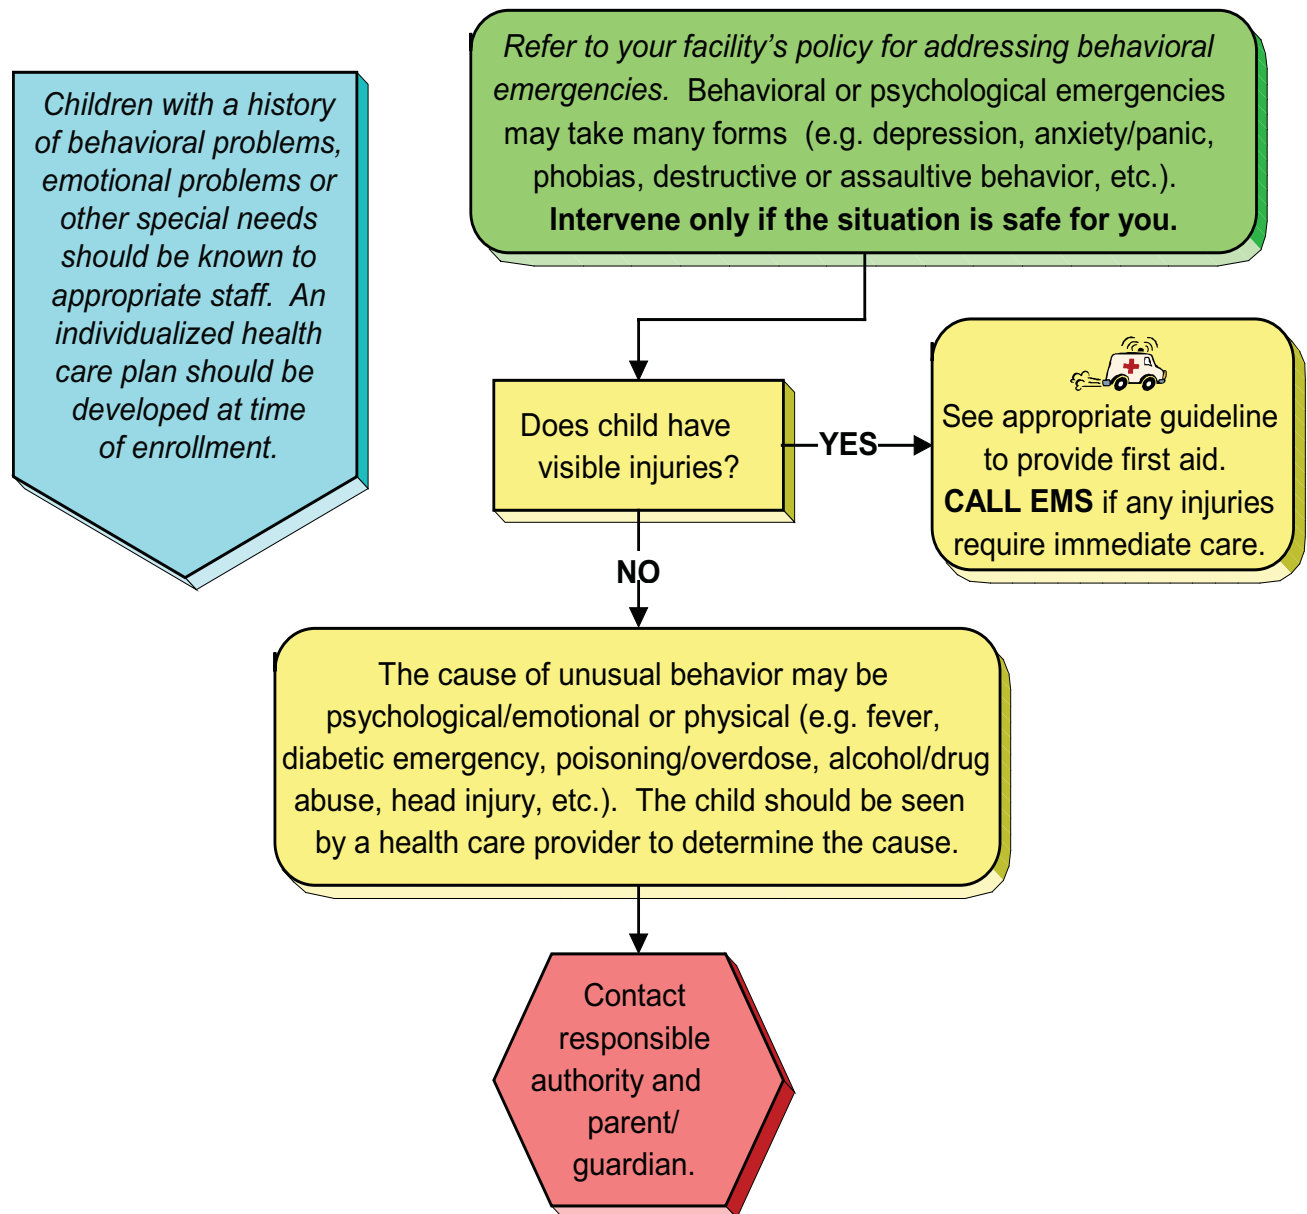 Children with a history
of behavioral problems,
emotional problems or
other special needs
should be known to
appropriate staff.  An
individualized health
care plan should be
developed at time
of enrollment.
Refer to your facility’s policy for addressing behavioral
emergencies.  Behavioral or psychological emergencies
may take many forms  (e.g. depression, anxiety/panic,
phobias, destructive or assaultive behavior, etc.).
Intervene only if the situation is safe for you.
Does child have
visible injuries?
YES
See appropriate guideline
to provide first aid.
CALL EMS if any injuries
require immediate care.
NO
The cause of unusual behavior may be
psychological/emotional or physical (e.g. fever,
diabetic emergency, poisoning/overdose, alcohol/drug
abuse, head injury, etc.).  The child should be seen
by a health care provider to determine the cause.
Contact
responsible
authority and
parent/
guardian.